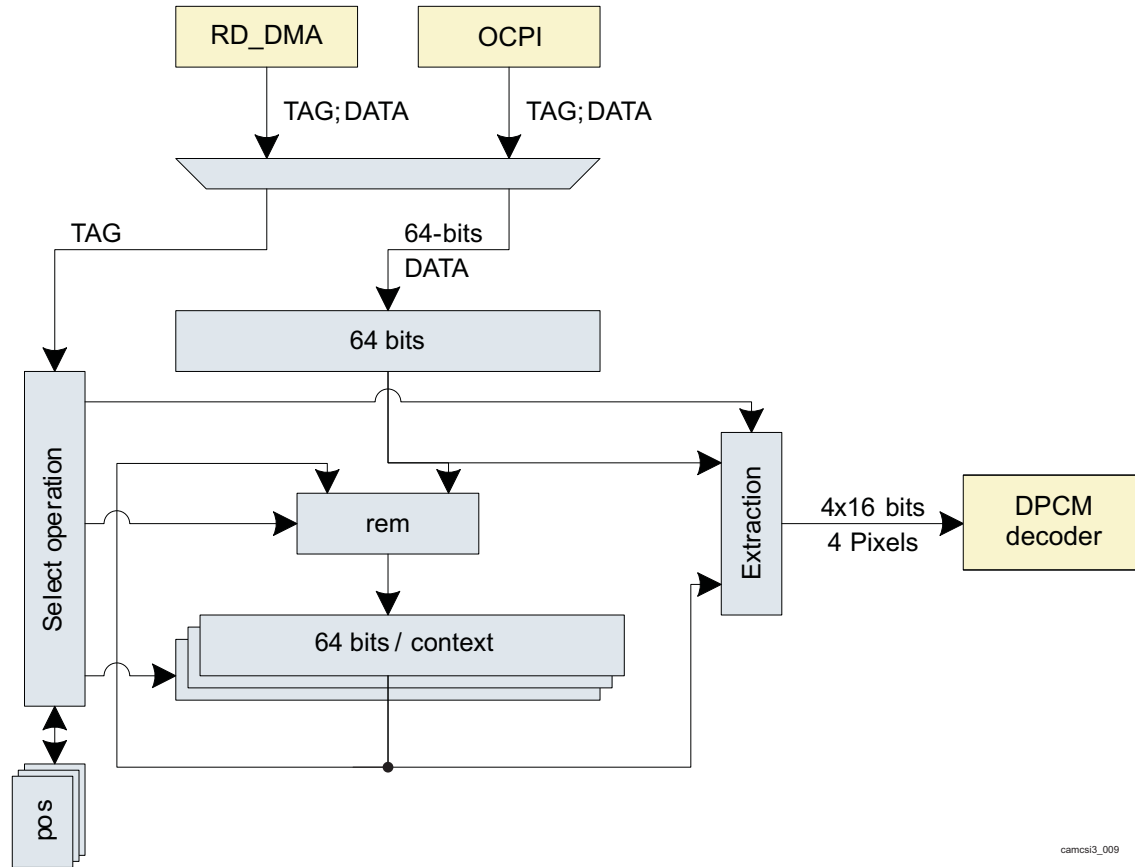 RD_DMA
OCPI
TAG;DATA
TAG;DATA
TAG
64-bits
DATA
64 bits
Select operation
rem
Extraction
4x16 bits
4 Pixels
DPCM
decoder
64 bits / context
pos
camcsi3_009